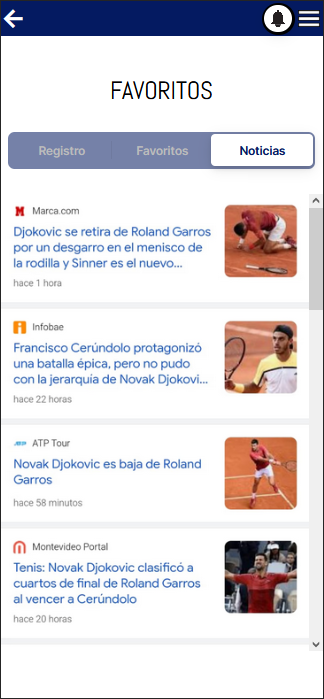 FAVORITOS
Registro
Favoritos
Noticias
Marca.com
Djokovic se retira de Roland Garros
por un desgarro en el menisco de
la rodilla y Sinner es el nuevo...
hace 1 hora
Infobae
Francisco Cerúndolo protagonizó
una batalla épica, pero no pudo
con la jerarquía de Novak Djokovi...
hace 22 horas
ATP Tour
Novak Djokovic es baja de Roland
Garros
hace 58 minutos
Montevideo Portal
Tenis: Novak Djokovic clasificó a
cuartos de final de Roland Garros
al vencer a Cerúndolo
hace 20 horas